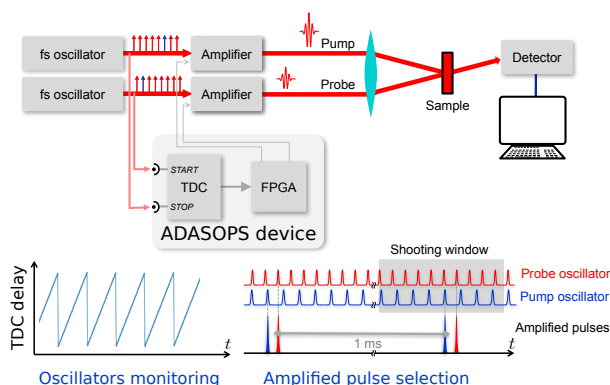 fs oscillator
Amplifier
Pump
Detector
fs oscillator
Amplifier
Probe
Sample
START
TDC
FPGA
STOP
ADASOPS device
TDC delay
t
Oscillators monitoring
Shooting window
Probe oscillator
Pump oscillator
Amplified pulses
1 ms
t
Amplified pulse selection